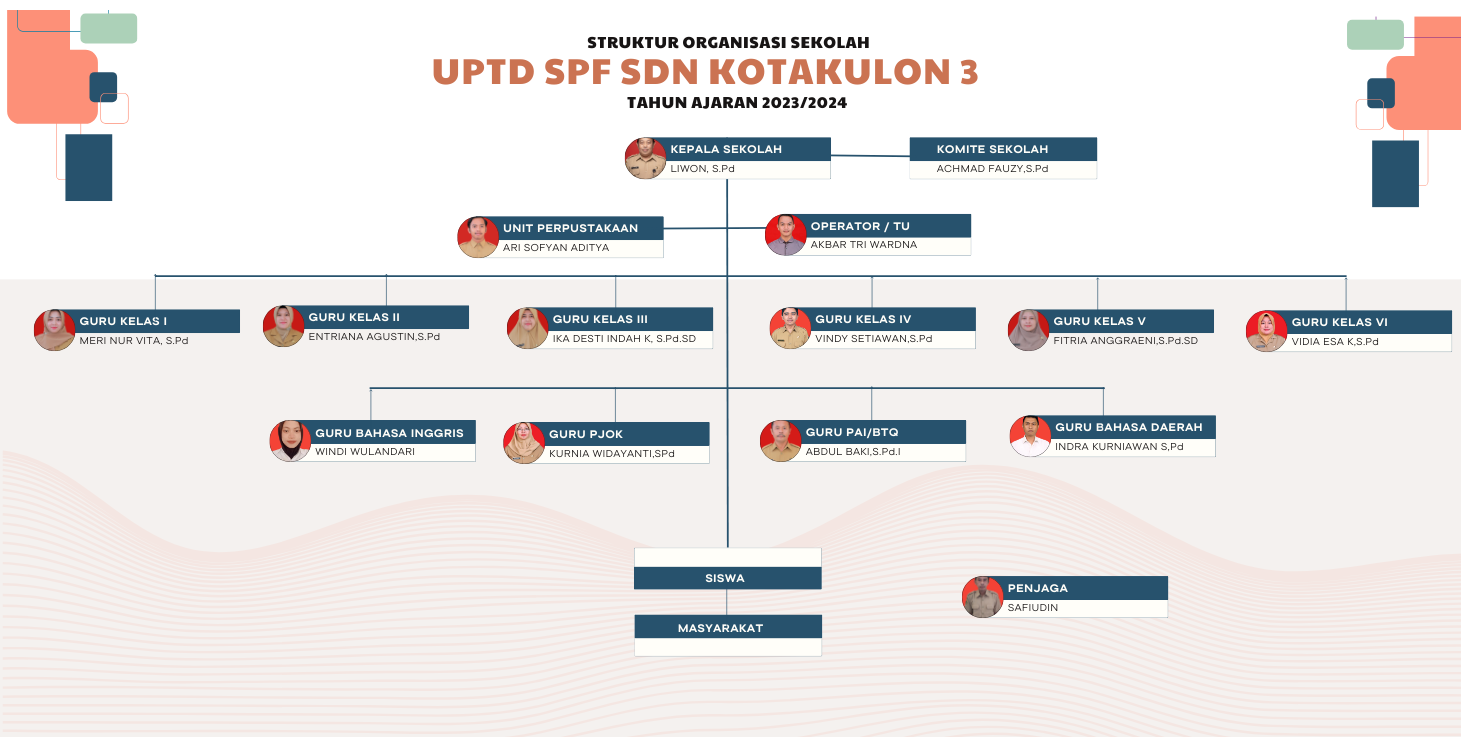 STRUKTUR ORGANISASI SEKOLAH
UPTD SPF SDN KOTAKULON 3
TAHUN AJARAN 2023/2024
KEPALA SEKOLAH
LIWON, S.Pd
KOMITE SEKOLAH
ACHMAD FAUZY,S.Pd
UNIT PERPUSTAKAAN
ARI SOFYAN ADITYA
OPERATOR / TU
AKBAR TRI WARDNA
GURU KELAS I
MERI NUR VITA, S.Pd
GURU KELAS II
ENTRIANA AGUSTIN,S.Pd
GURU KELAS III
IKA DESTI INDAH K, S.Pd.SD
GURU KELAS IV
VINDY SETIAWAN,S.Pd
GURU KELAS V
FITRIA ANGGRAENI,S.Pd.SD
GURU KELAS VI
VIDIA ESA K,S.Pd
GURU BAHASA INGGRIS
WINDI WULANDARI
GURU PJOK
KURNIA WIDAYANTI,SPd
GURU PAI/BTQ
ABDUL BAKI,S.Pd.I
GURU BAHASA DAERAH
INDRA KURNIAWAN S,Pd
SISWA
MASYARAKAT
PENJAGA
SAFIUDIN